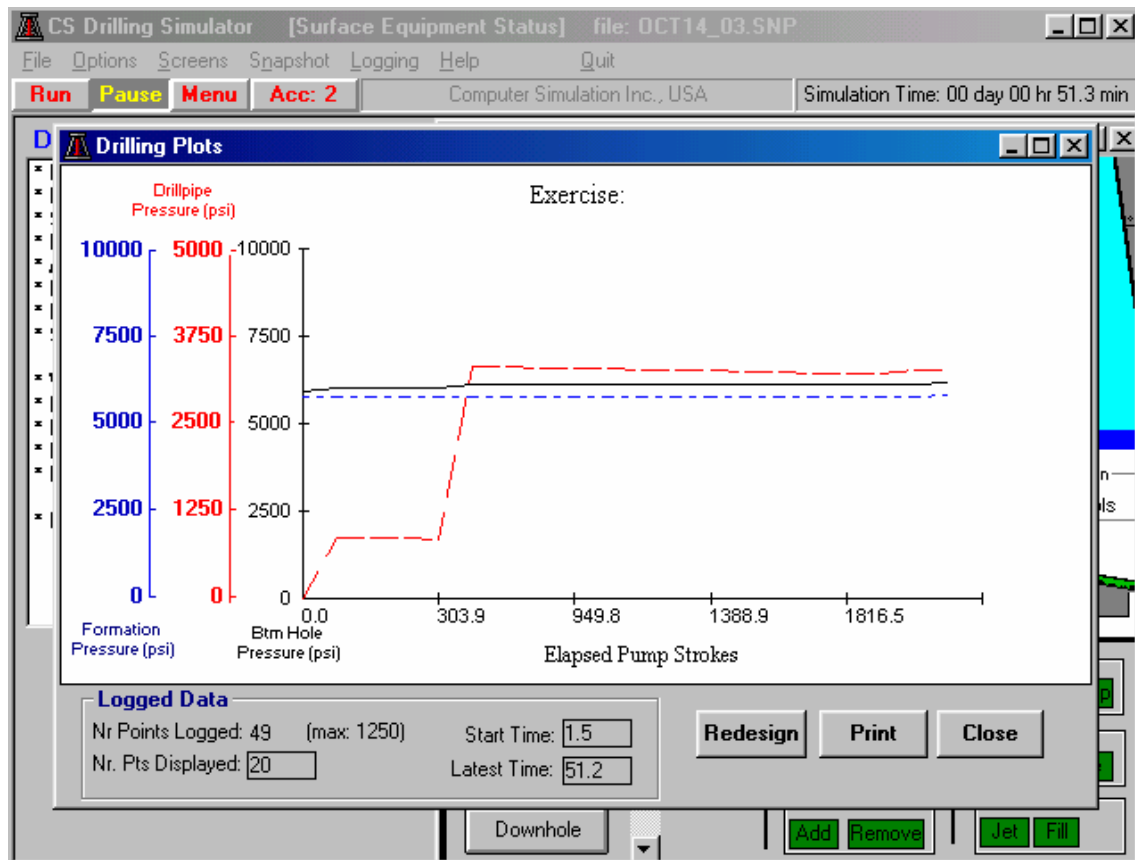 CS Drilling Simulator [Surface Equipment Status] file: OCT14_03.SNP
File Options Screens Snapshot Logging Help Quit
Run Pause Menu Acc: 2 Computer Simulation Inc., USA Simulation Time: 00 day 00 hr 51.3 min
D
Drilling Plots
Exercise:
Drillpipe
Pressure (psi)
10000 5000 10000
7500 3750 7500
5000 2500 5000
2500 1250 2500
0 0 0
0.0 303.9 949.8 1388.9 1816.5
Formation
Pressure (psi)
Btm Hole
Pressure (psi)
Elapsed Pump Strokes
Logged Data
Nr Points Logged: 49 (max: 1250)
Nr. Pts Displayed: 20
Start Time: 1.5
Latest Time: 51.2
Redesign Print Close
Downhole
Add Remove
Jet Fill